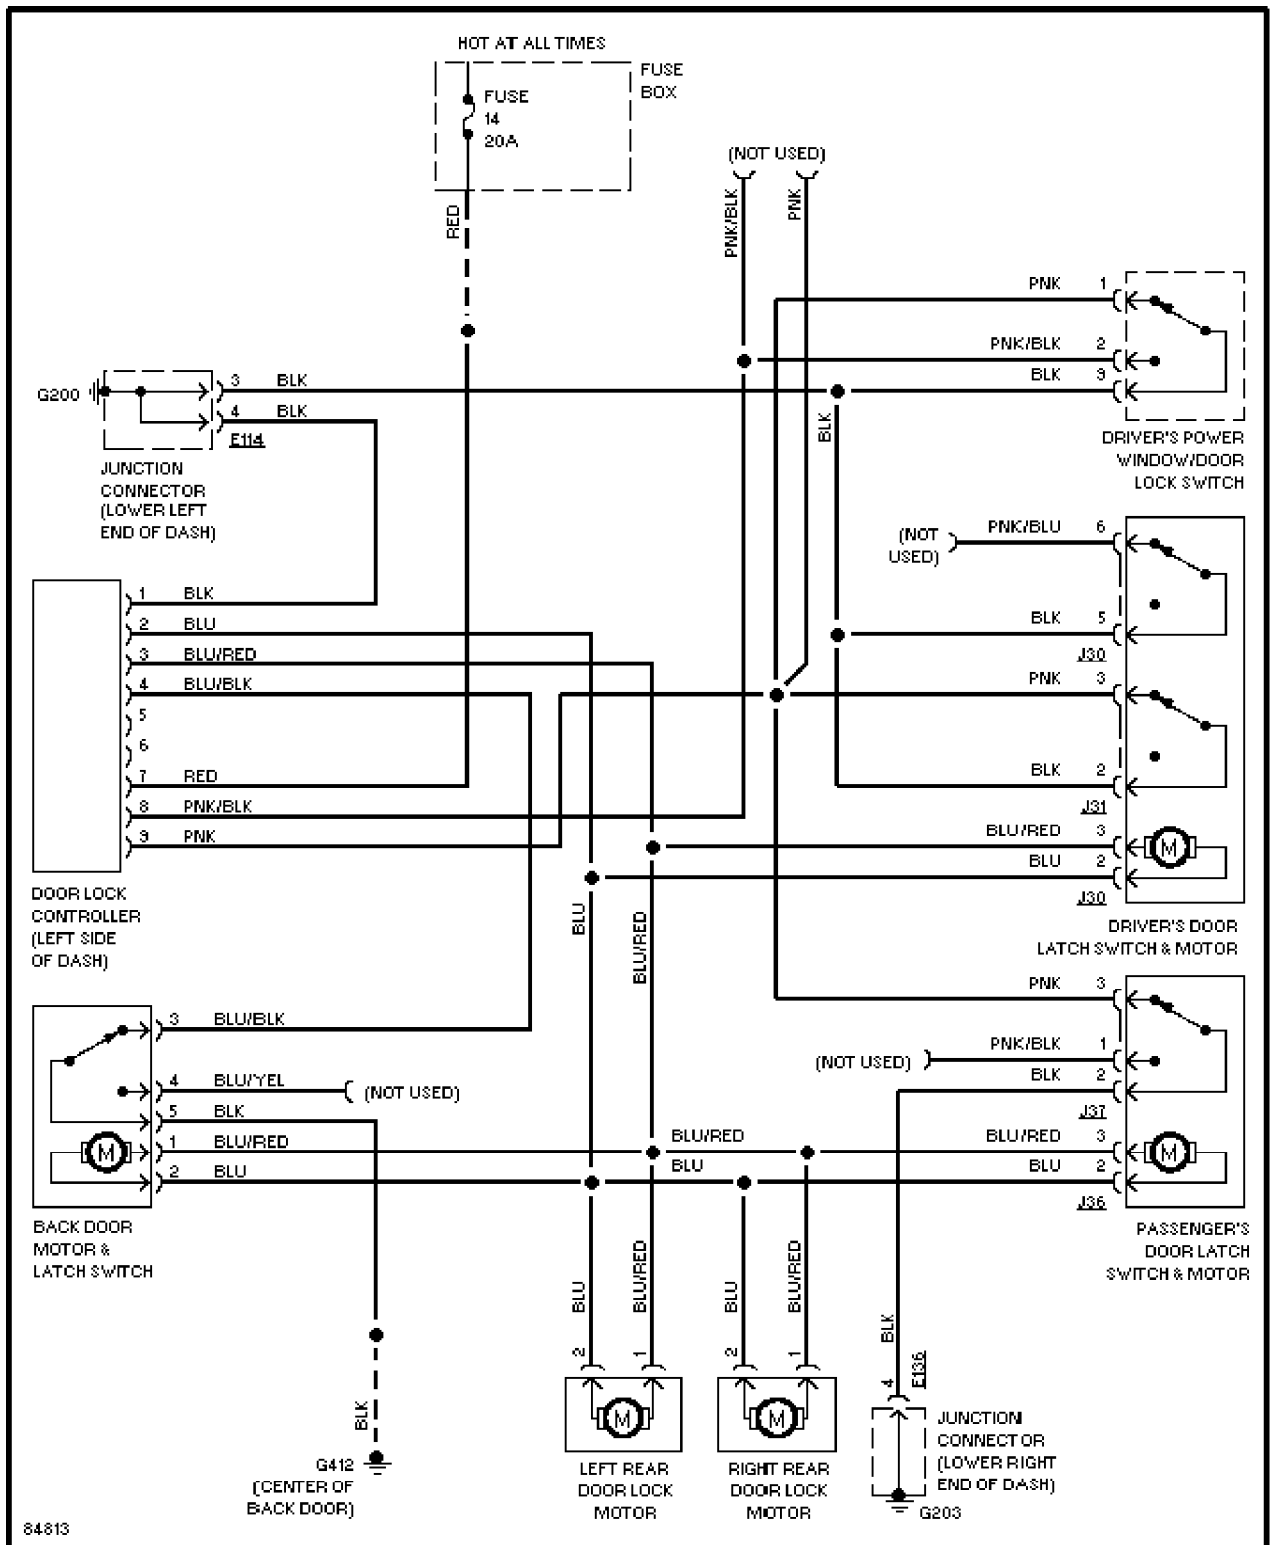 HOT AT ALL TIMES
FUSE
BOX
FUSE
14
20A
RED
(NOT USED)
PNK/BLK
PNK
PNK 1
PNK/BLK 2
BLK 9
DRIVER'S POWER
WINDOW/DOOR
LOCK SWITCH
G200
3 BLK
4 BLK
E114
JUNCTION
CONNECTOR
(LOWER LEFT
END OF DASH)
BLK
(NOT
USED)
PNK/BLU 6
BLK 5
J30
PNK 3
BLK 2
J31
BLU/RED 3
BLU 2
J30
DRIVER'S DOOR
LATCH SWITCH & MOTOR
1 BLK
2 BLU
3 BLU/RED
4 BLU/BLK
5
6
7 RED
8 PNK/BLK
9 PNK
DOOR LOCK
CONTROLLER
(LEFT SIDE
OF DASH)
BLU
BLU/RED
PNK 3
(NOT USED)
PNK/BLK 1
BLK 2
J37
BLU/RED 3
BLU 2
J36
M
PASSENGER'S
DOOR LATCH
SWITCH & MOTOR
3 BLU/BLK
4 BLU/YEL
(NOT USED)
5 BLK
1 BLU/RED
2 BLU
M
BLU/RED
BLU
M
BACK DOOR
MOTOR &
LATCH SWITCH
BLU
BLU/RED
BLU
BLU/RED
BLK
2
1
2
1
4
E136
BLK
G412
(CENTER OF
BACK DOOR)
M
LEFT REAR
DOOR LOCK
MOTOR
M
RIGHT REAR
DOOR LOCK
MOTOR
JUNCTION
CONNECTOR
(LOWER RIGHT
END OF DASH)
G203
84813